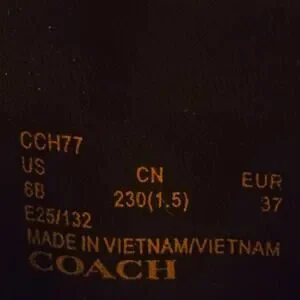 CCH77
US CN EUR
6B 230(1.5) 37
E25/132
MADE IN VIETNAM/VIETNAM
COACH